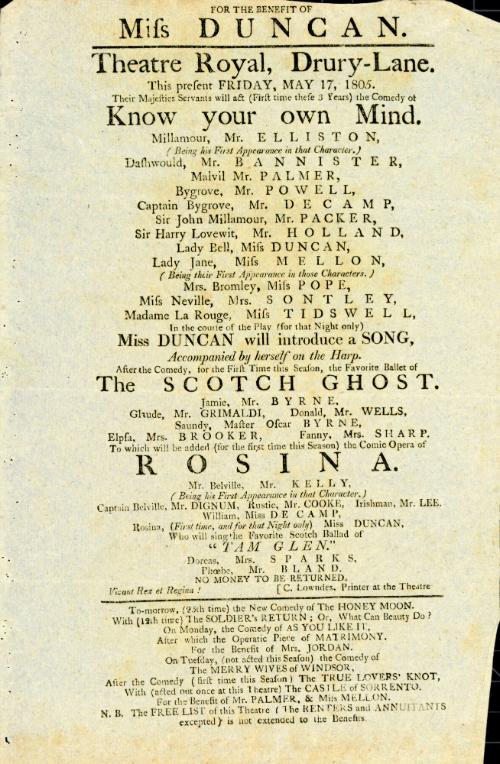 FOR THE BENEFIT OF
Miſs DUNCAN.
Theatre Royal, Drury-Lane.
This preſent FRIDAY, MAY 17, 1805.
Their Majeſties Servants will act (Firſt time theſe 3 Years) the Comedy of
Know your own Mind.
Millamour, Mr. ELLISTON,
(Being his First Appearance in that Character.)
Daſhwould, Mr. BANNISTER,
Malvil Mr. PALMER,
Bygrove, Mr. POWELL,
Captain Bygrove, Mr. DE CAMP,
Sir John Millamour, Mr. PACKER,
Sir Harry Lovewit, Mr. HOLLAND,
Lady Bell, Miſs DUNCAN,
Lady Jane, Miſs MELLON,
(Being their First Appearance in those Characters.)
Mrs. Bromley, Miſs POPE,
Miſs Neville, Mrs. SONTLEY,
Madame La Rouge, Miſs TIDSWELL,
In the courſe of the Play (for that Night only)
Miss DUNCAN will introduce a SONG,
Accompanied by herself on the Harp.
After the Comedy, for the Firſt Time this Seaſon, the Favorite Ballet of
The SCOTCH GHOST.
Jamie, Mr. BYRNE,
Glaude, Mr. GRIMALDI, Donald, Mr. WELLS,
Saundy, Maſter Oſcar BYRNE,
Elpſa, Mrs. BROOKER, Fanny, Mrs. SHARP.
To which will be added (for the first time this Season) the Comic Opera of
ROSINA.
Mr. Belville, Mr. KELLY,
(Being his First Appearance in that Character.)
Captain Belville, Mr. DIGNUM, Rustic, Mr. COOKE, Irishman, Mr. LEE.
William, Miss DE CAMP,
Rosina, (First time, and for that Night only) Miss DUNCAN,
Who will sing the Favorite Scotch Ballad of
"TAM GLEN."
Dorcas, Mrs. SPARKS,
Phœbe, Mr. BLAND.
NO MONEY TO BE RETURNED.
Vivant Rex et Regina! [C. Lowndes, Printer at the Theatre
To-morrow, (25th time) the New Comedy of The HONEY MOON.
With (12th time) The SOLDIER'S RETURN; Or, What Can Beauty Do?
On Monday, the Comedy of AS YOU LIKE IT,
After which the Operatic Piece of MATRIMONY.
For the Benefit of Mrs. JORDAN.
On Tueſday, (not acted this Seaſon) the Comedy of
The MERRY WIVES of WINDSOR,
After the Comedy (first time this Season) The TRUE LOVERS' KNOT,
With (acted but once at this Theatre) The CASTLE of SORRENTO.
For the Benefit of Mr. PALMER, & Miſs MELLON.
N. B. The FREE LIST of this Theatre (The RENTERS and ANNUITANTS
excepted) is not extended to the Benefits.